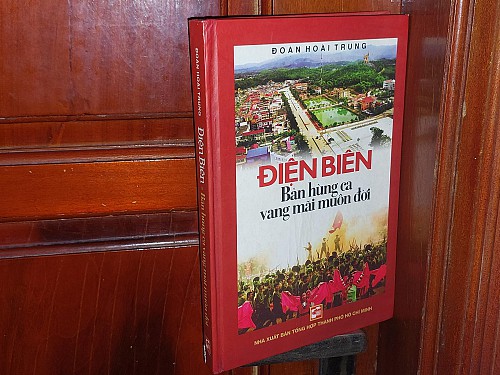 ĐOÀN HOÀI TRUNG
ĐIỆN BIÊN
Bản hùng ca
vang mãi muôn đời
NHÀ XUẤT BẢN TỔNG HỢP THÀNH PHỐ HỒ CHÍ MINH
ĐOÀN HOÀI TRUNG
Điện Biên - Bản hùng ca vang mãi muôn đời